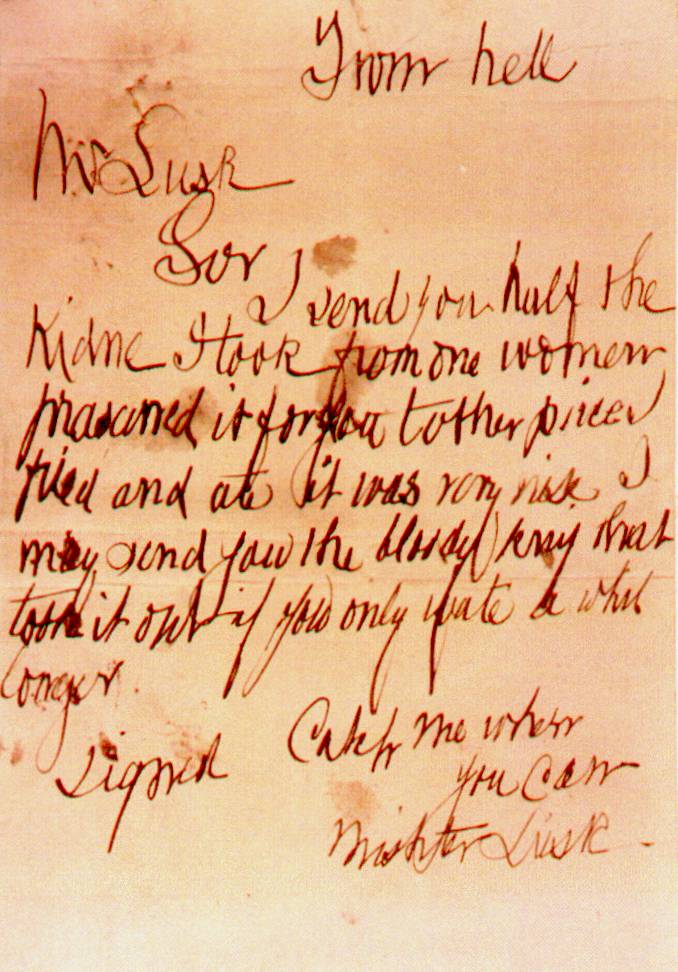 From hell
Mr Lusk
Sor
I send you half the
Kidne I took from one women
prasarved it for you tother piece I
fried and ate it was very nise I
may send you the bloody knif that
took it out if you only wate a whil
longer.
signed Catch me when
you Can
Mishter Lusk -